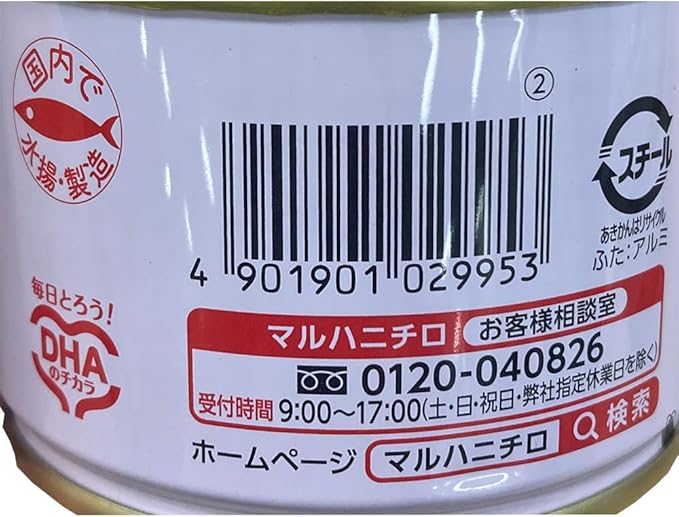 国内で
水揚・製造
②
スチール
あきかんはリサイクル
ふた:アルミ
4 901901 029953
毎日とろう!
DHA
のチカラ
マルハニチロ お客様相談室
0120-040826
受付時間 9:00〜17:00(土・日・祝日・弊社指定休業日を除く)
ホームページ マルハニチロ 検索